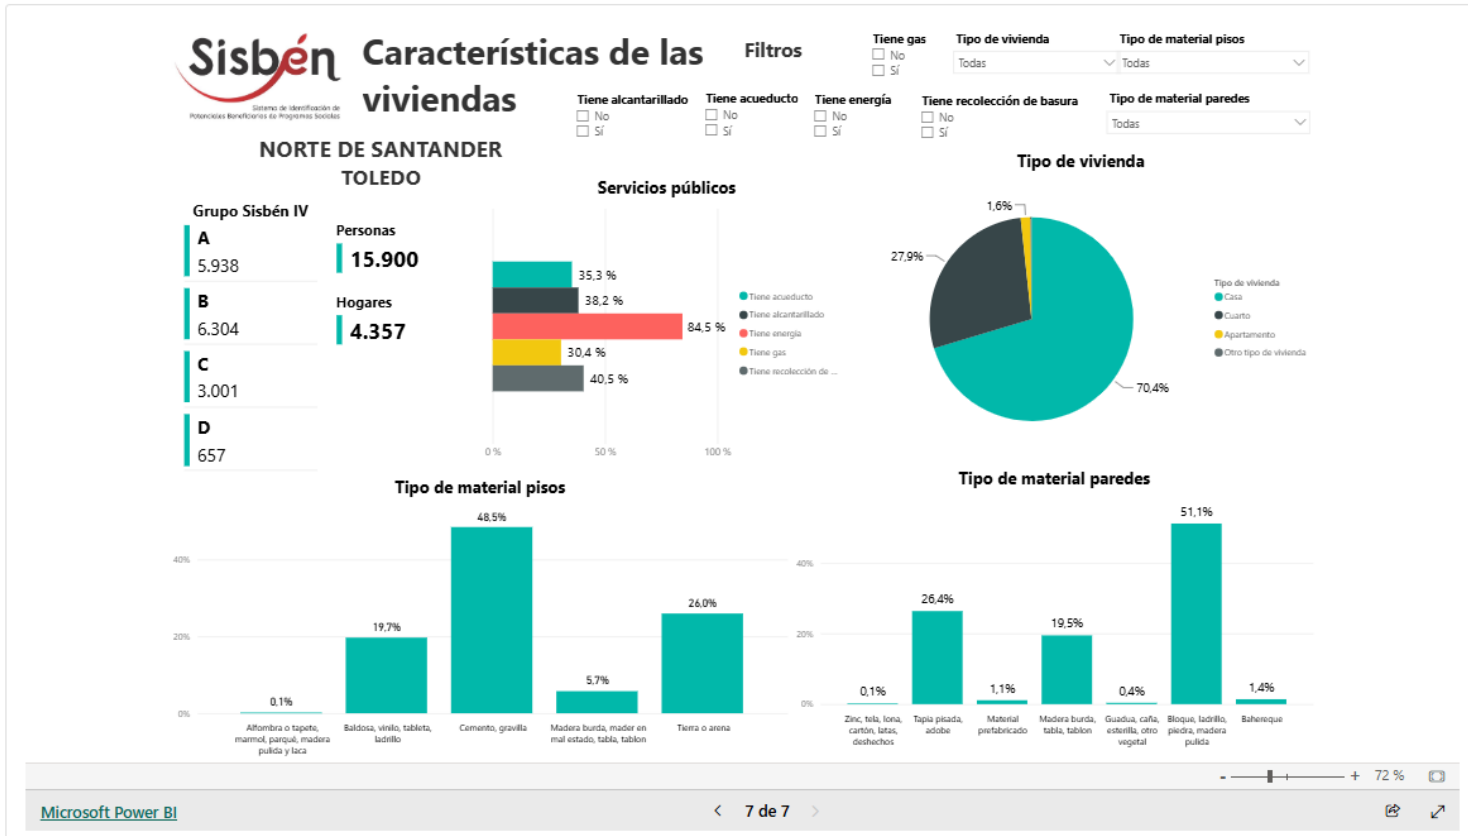 Sisbén
Sistema de Identificación de
Potenciales Beneficiarios de Programas Sociales
Características de las
viviendas
Filtros
Tiene gas
No
Sí
Tipo de vivienda
Todas
Tipo de material pisos
Todas
Tiene alcantarillado
No
Sí
Tiene acueducto
No
Sí
Tiene energía
No
Sí
Tiene recolección de basura
No
Sí
Tipo de material paredes
Todas
NORTE DE SANTANDER
TOLEDO
Grupo Sisbén IV
A
5.938
B
6.304
C
3.001
D
657
Personas
15.900
Hogares
4.357
Servicios públicos
35,3 %
38,2 %
84,5 %
30,4 %
40,5 %
0 %
50 %
100 %
Tiene acueducto
Tiene alcantarillado
Tiene energía
Tiene gas
Tiene recolección de ...
Tipo de vivienda
1,6%
27,9%
70,4%
Tipo de vivienda
Casa
Cuarto
Apartamento
Otro tipo de vivienda
Tipo de material pisos
40%
20%
0%
0,1%
19,7%
48,5%
5,7%
26,0%
Alfombra o tapete,
marmol, parqué, madera
pulida y laca
Baldosa, vinilo, tableta,
ladrillo
Cemento, gravilla
Madera burda, mader en
mal estado, tabla, tablon
Tierra o arena
Tipo de material paredes
40%
20%
0%
0,1%
26,4%
1,1%
19,5%
0,4%
51,1%
1,4%
Zinc, tela, lona,
cartón, latas,
deshechos
Tapia pisada,
adobe
Material
prefabricado
Madera burda,
tabla, tablon
Guadua, caña,
esterilla, otro
vegetal
Bloque, ladrillo,
piedra, madera
pulida
Bahereque
- + 72 %
Microsoft Power BI
< 7 de 7 >